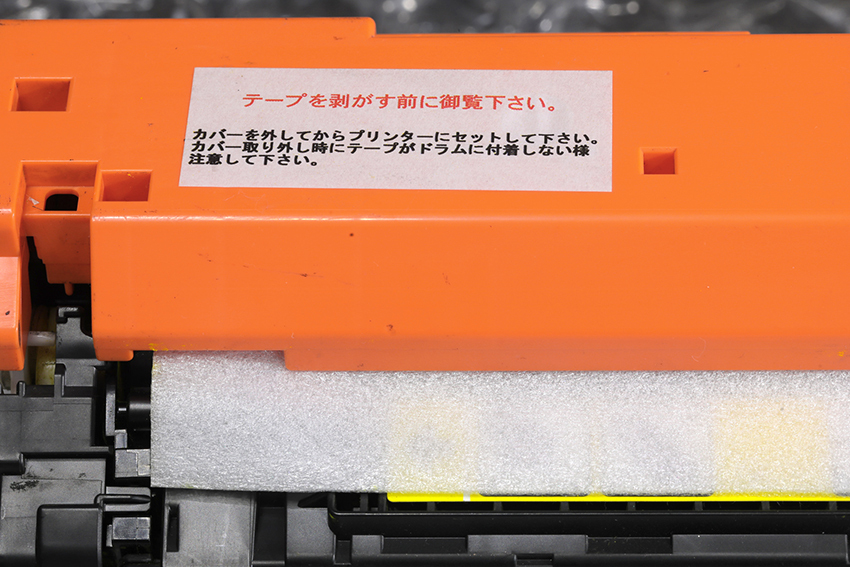 テープを剥がす前に御覧下さい。
カバーを外してからプリンターにセットして下さい。
カバー取り外し時にテープがドラムに付着しない様
注意して下さい。